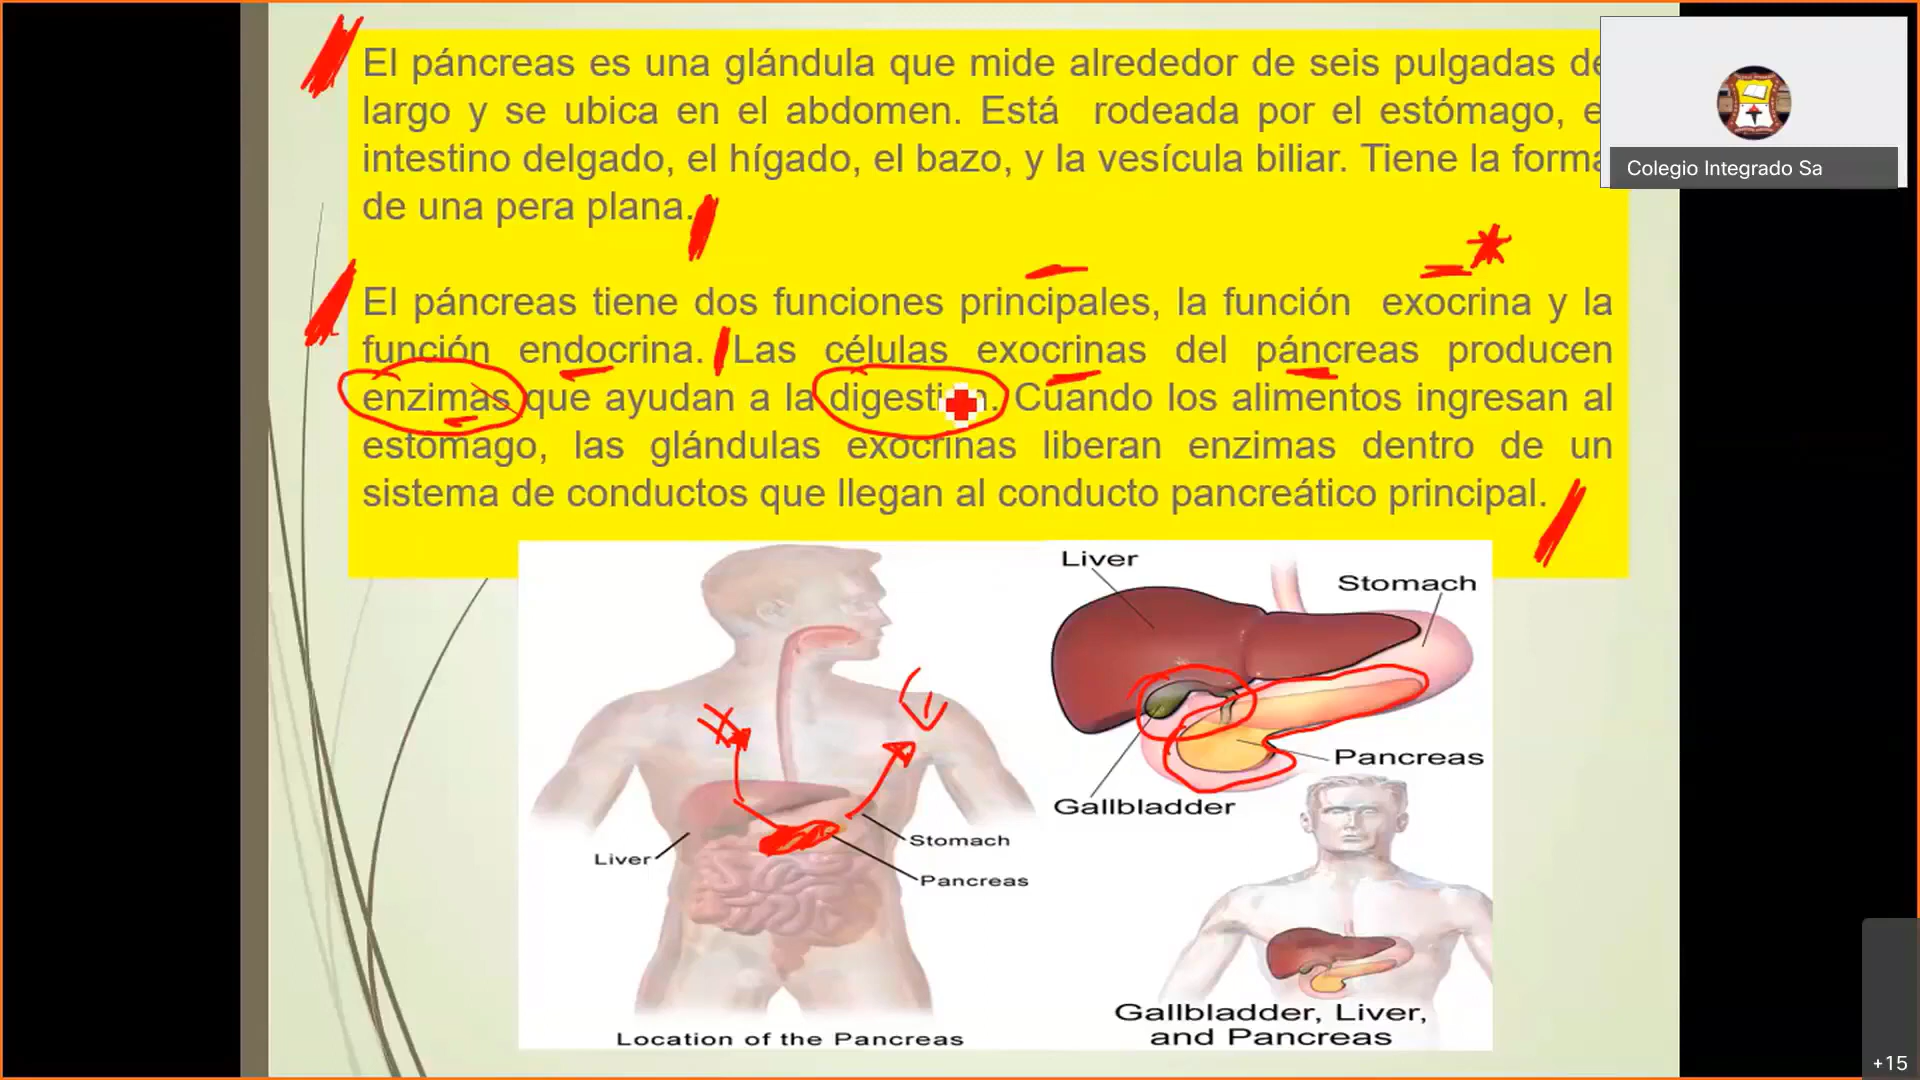 El páncreas es una glándula que mide alrededor de seis pulgadas de
largo y se ubica en el abdomen. Está rodeada por el estómago, e
intestino delgado, el hígado, el bazo, y la vesícula biliar. Tiene la forma
de una pera plana.
El páncreas tiene dos funciones principales, la función exocrina y la
función endocrina. Las células exocrinas del páncreas producen
enzimas que ayudan a la digestión. Cuando los alimentos ingresan al
estómago, las glándulas exocrinas liberan enzimas dentro de un
sistema de conductos que llegan al conducto pancreático principal.
Colegio Integrado Sa
Liver
Stomach
Pancreas
Gallbladder
Liver
Stomach
Pancreas
Location of the Pancreas
Gallbladder, Liver,
and Pancreas
+15